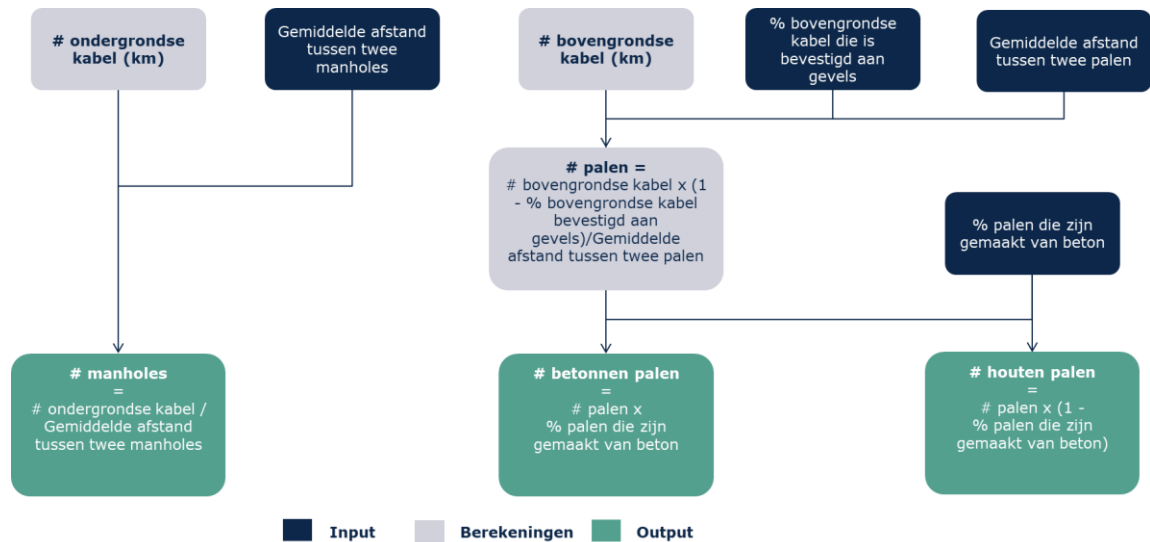 # ondergrondse
kabel (km)
Gemiddelde afstand
tussen twee
manholes
# bovengrondse
kabel (km)
% bovengrondse
kabel die is
bevestigd aan
gevels
Gemiddelde afstand
tussen twee palen
# palen =
# bovengrondse kabel x (1
- % bovengrondse kabel
bevestigd aan
gevels)/Gemiddelde
afstand tussen twee palen
% palen die zijn
gemaakt van beton
# manholes
=
# ondergrondse kabel /
Gemiddelde afstand
tussen twee manholes
# betonnen palen
=
# palen x
% palen die zijn
gemaakt van beton
# houten palen
=
# palen x (1 -
% palen die zijn
gemaakt van beton)
Input
Berekeningen
Output